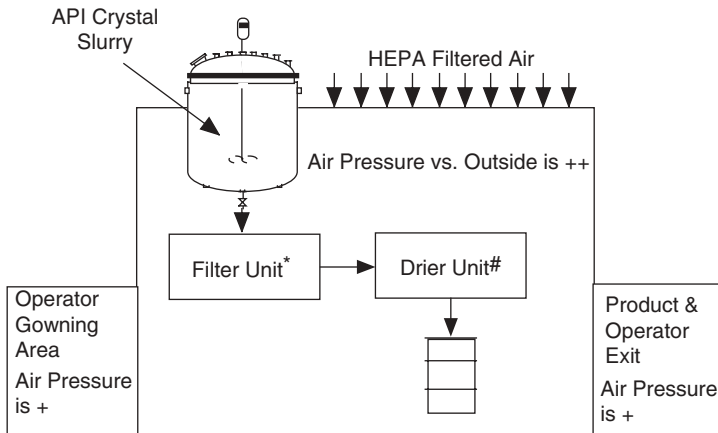 API Crystal
Slurry
HEPA Filtered Air
Air Pressure vs. Outside is ++
Filter Unit*
Drier Unit#
Operator
Gowning
Area
Air Pressure
is +
Product &
Operator
Exit
Air Pressure
is +